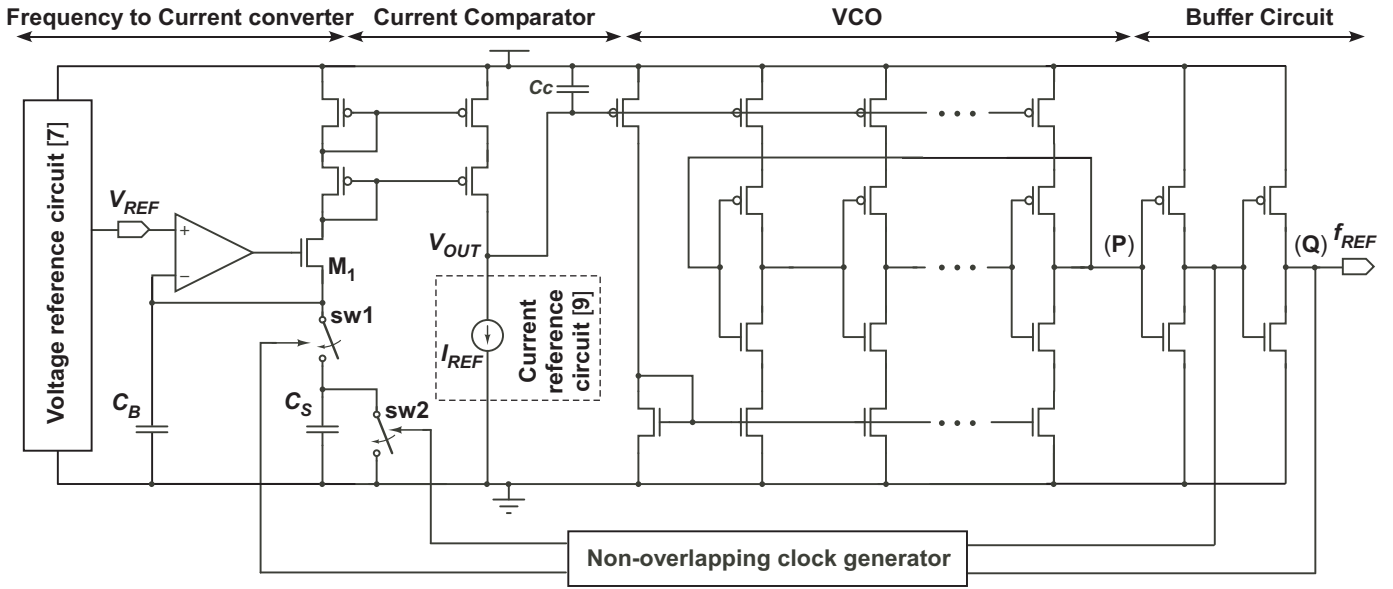 Frequency to Current converter
Current Comparator
VCO
Buffer Circuit
Voltage reference circuit [7]
VREF
+
−
M1
sw1
CB
CS
sw2
VOUT
IREF
Current
reference
circuit [9]
Cc
(P)
(Q)
fREF
Non-overlapping clock generator